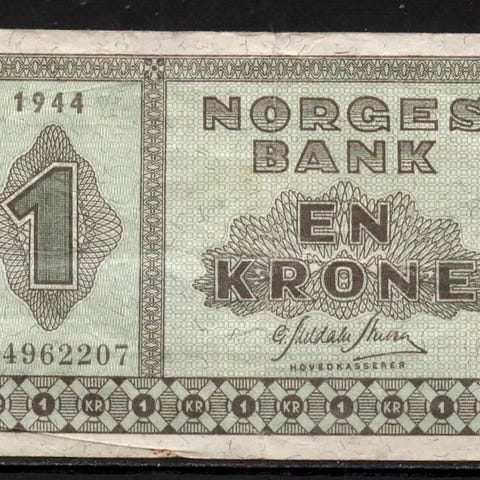 1944
1
4962207
NORGES
BANK
EN
KRONE
HOVEDKASSERER
1 KR 1 KR 1 KR 1 KR 1